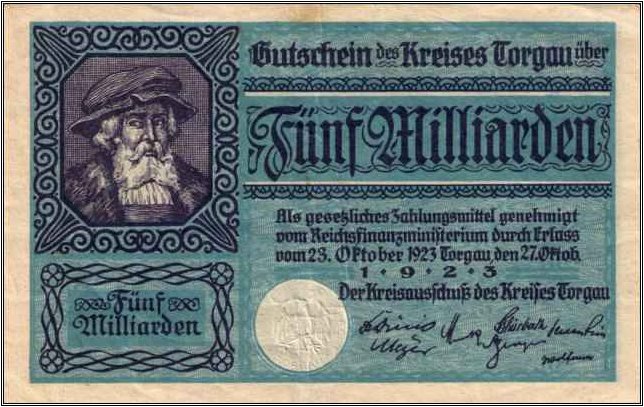 Gutschein des Kreises Torgau über
Fünf Milliarden
Als gesetzliches Zahlungsmittel genehmigt
vom Reichsfinanzministerium durch Erlass
vom 23. Oktober 1923 Torgau, den 27. Oktob.
1 · 9 · 2 · 3
Der Kreisausschuß des Kreises Torgau
Fünf
Milliarden